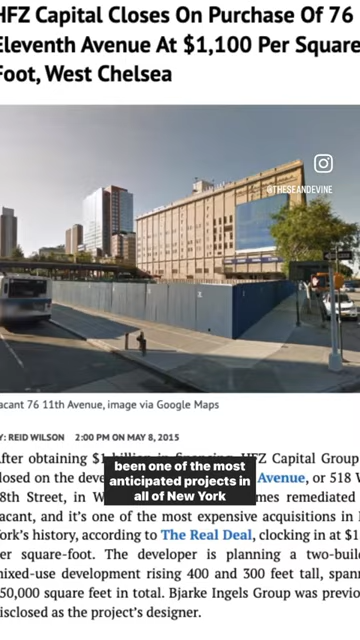 HFZ Capital Closes On Purchase Of 76
Eleventh Avenue At $1,100 Per Square
Foot, West Chelsea
@THESEANDEVINE
acant 76 11th Avenue, image via Google Maps
Y: REID WILSON 2:00 PM ON MAY 8, 2015
After obtaining $1 HFZ Capital Group
losed on the deve Avenue, or 518 W
8th Street, in W mes remediated
acant, and it's one of the most expensive acquisitions in
ork's history, according to The Real Deal, clocking in at $1
er square-foot. The developer is planning a two-buil
mixed-use development rising 400 and 300 feet tall, span
50,000 square feet in total. Bjarke Ingels Group was previo
isclosed as the project's designer.
been one of the most
anticipated projects in
all of New York